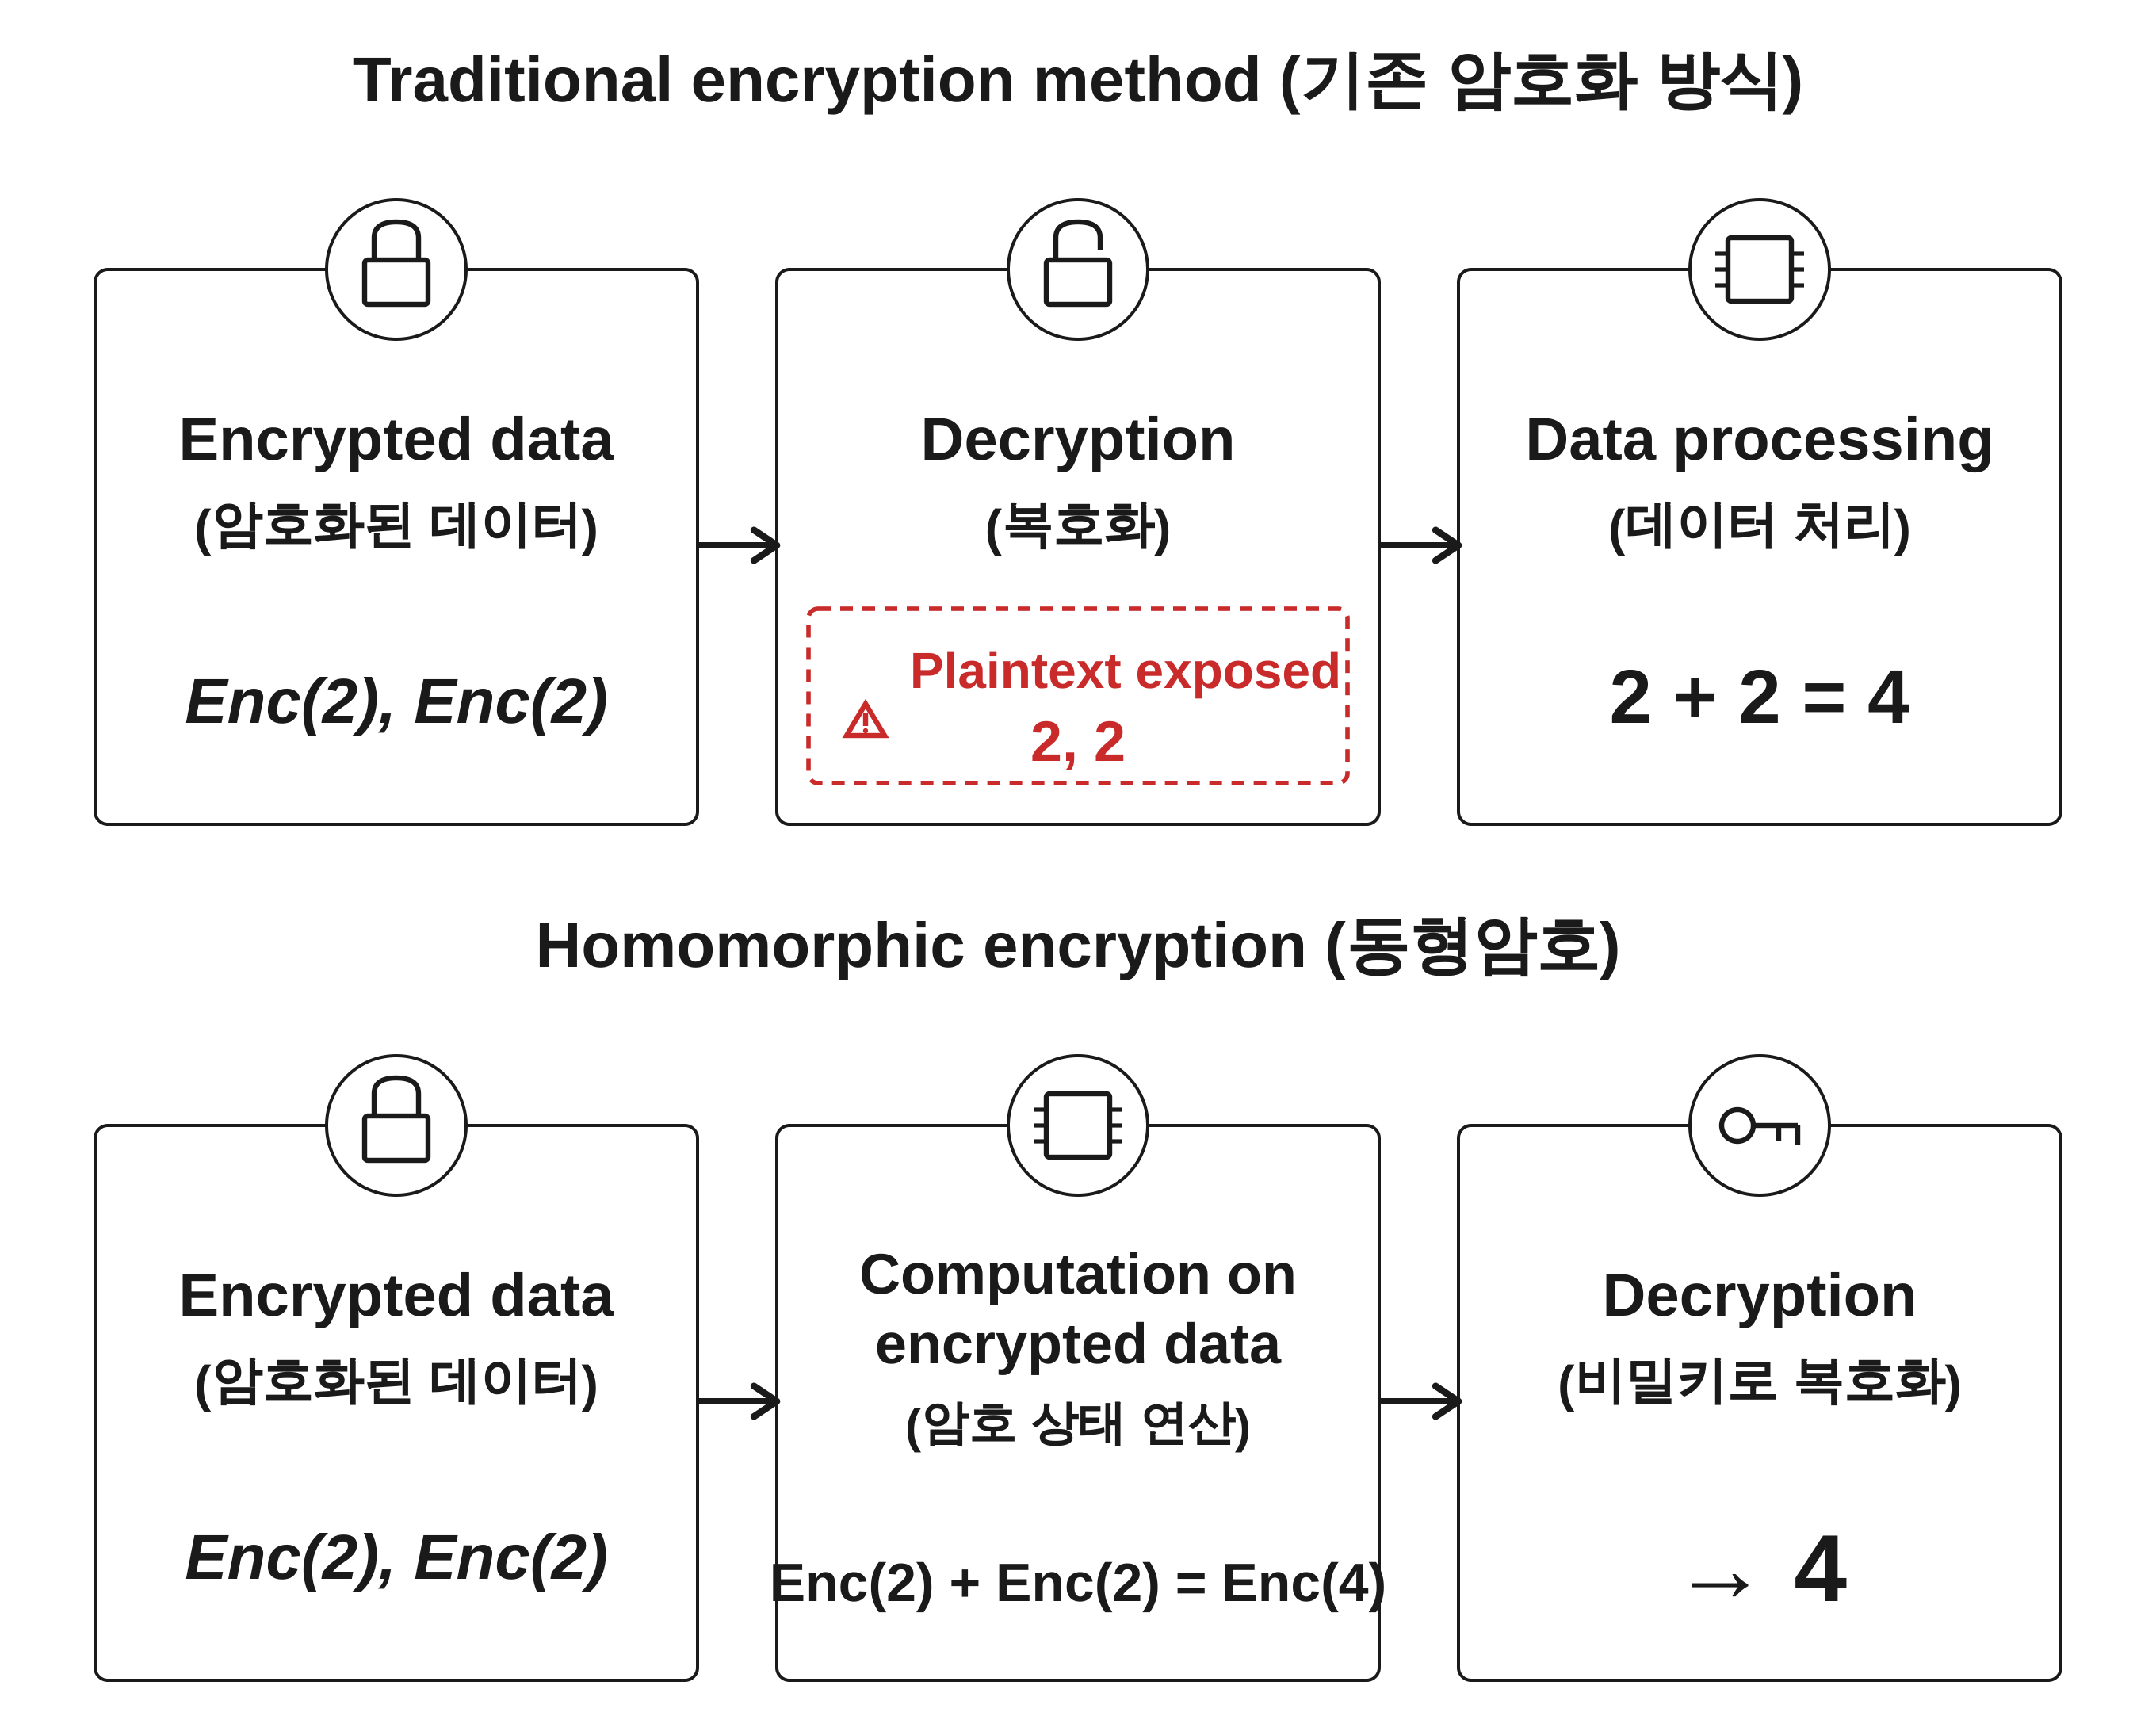 Traditional encryption method (기존 암호화 방식)
Encrypted data
(암호화된 데이터)
Enc(2), Enc(2)
Decryption
(복호화)
Plaintext exposed
2, 2
Data processing
(데이터 처리)
2 + 2 = 4
Homomorphic encryption (동형암호)
Encrypted data
(암호화된 데이터)
Enc(2), Enc(2)
Computation on
encrypted data
(암호 상태 연산)
Enc(2) + Enc(2) = Enc(4)
Decryption
(비밀키로 복호화)
→ 4